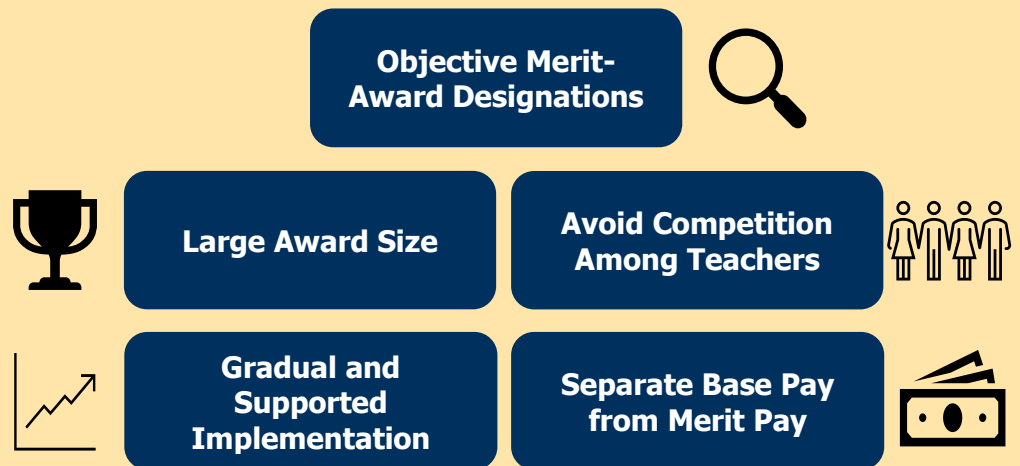 Objective Merit-
Award Designations
Large Award Size
Avoid Competition
Among Teachers
Gradual and
Supported
Implementation
Separate Base Pay
from Merit Pay